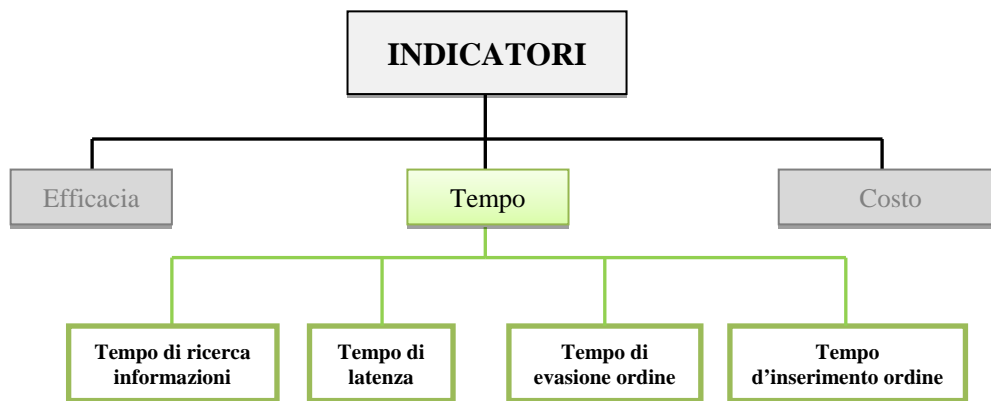 INDICATORI
Efficacia
Tempo
Costo
Tempo di ricerca
informazioni
Tempo di
latenza
Tempo di
evasione ordine
Tempo
d’inserimento ordine